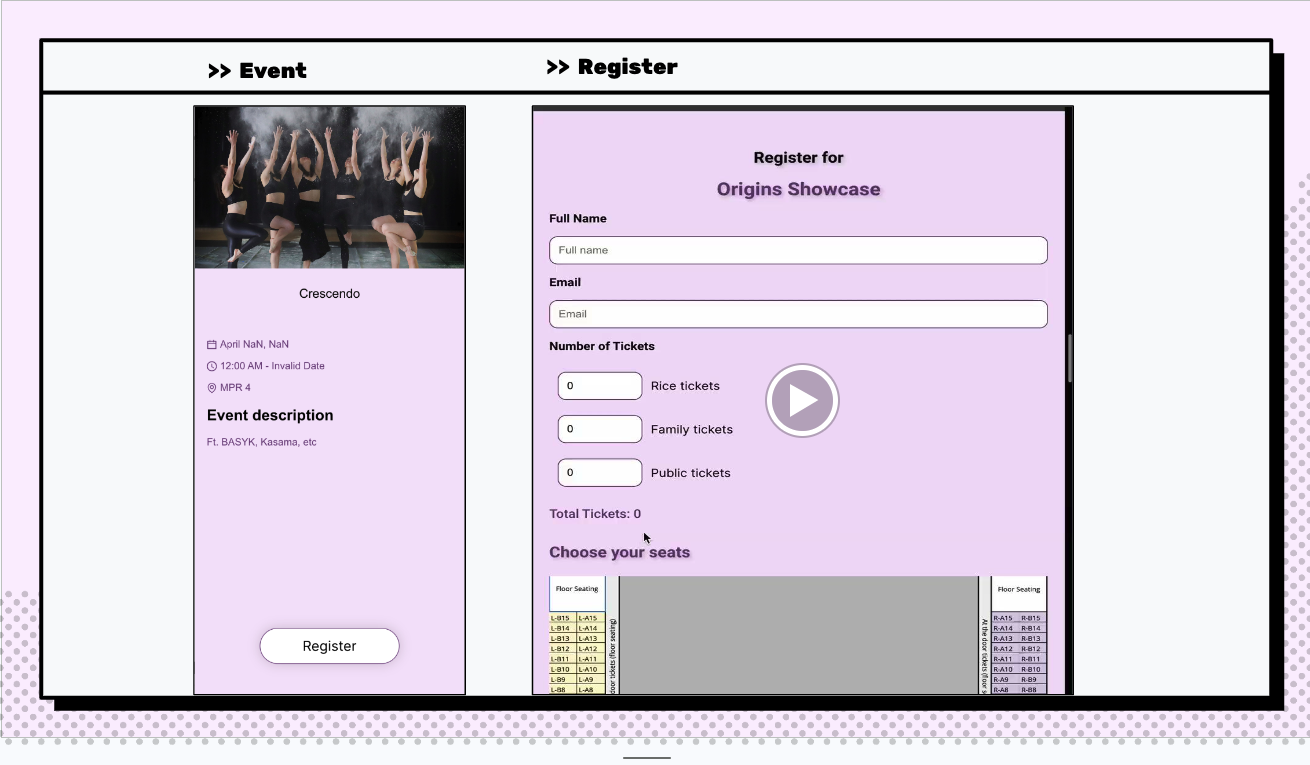 >> Event
>> Register
Crescendo
April NaN, NaN
12:00 AM - Invalid Date
MPR 4
Event description
Ft. BASYK, Kasama, etc
Register
Register for
Origins Showcase
Full Name
Full name
Email
Email
Number of Tickets
0 Rice tickets
0 Family tickets
0 Public tickets
Total Tickets: 0
Choose your seats
Floor Seating
L-B15 L-A15
L-B14 L-A14
L-B13 L-A13
L-B12 L-A12
L-B11 L-A11
L-B10 L-A10
L-B9 L-A9
L-B8 L-A8
door tickets (floor seating)
At the door tickets (floor s
Floor Seating
R-A15 R-B15
R-A14 R-B14
R-A13 R-B13
R-A12 R-B12
R-A11 R-B11
R-A10 R-B10
R-A9 R-B9
R-A8 R-B8